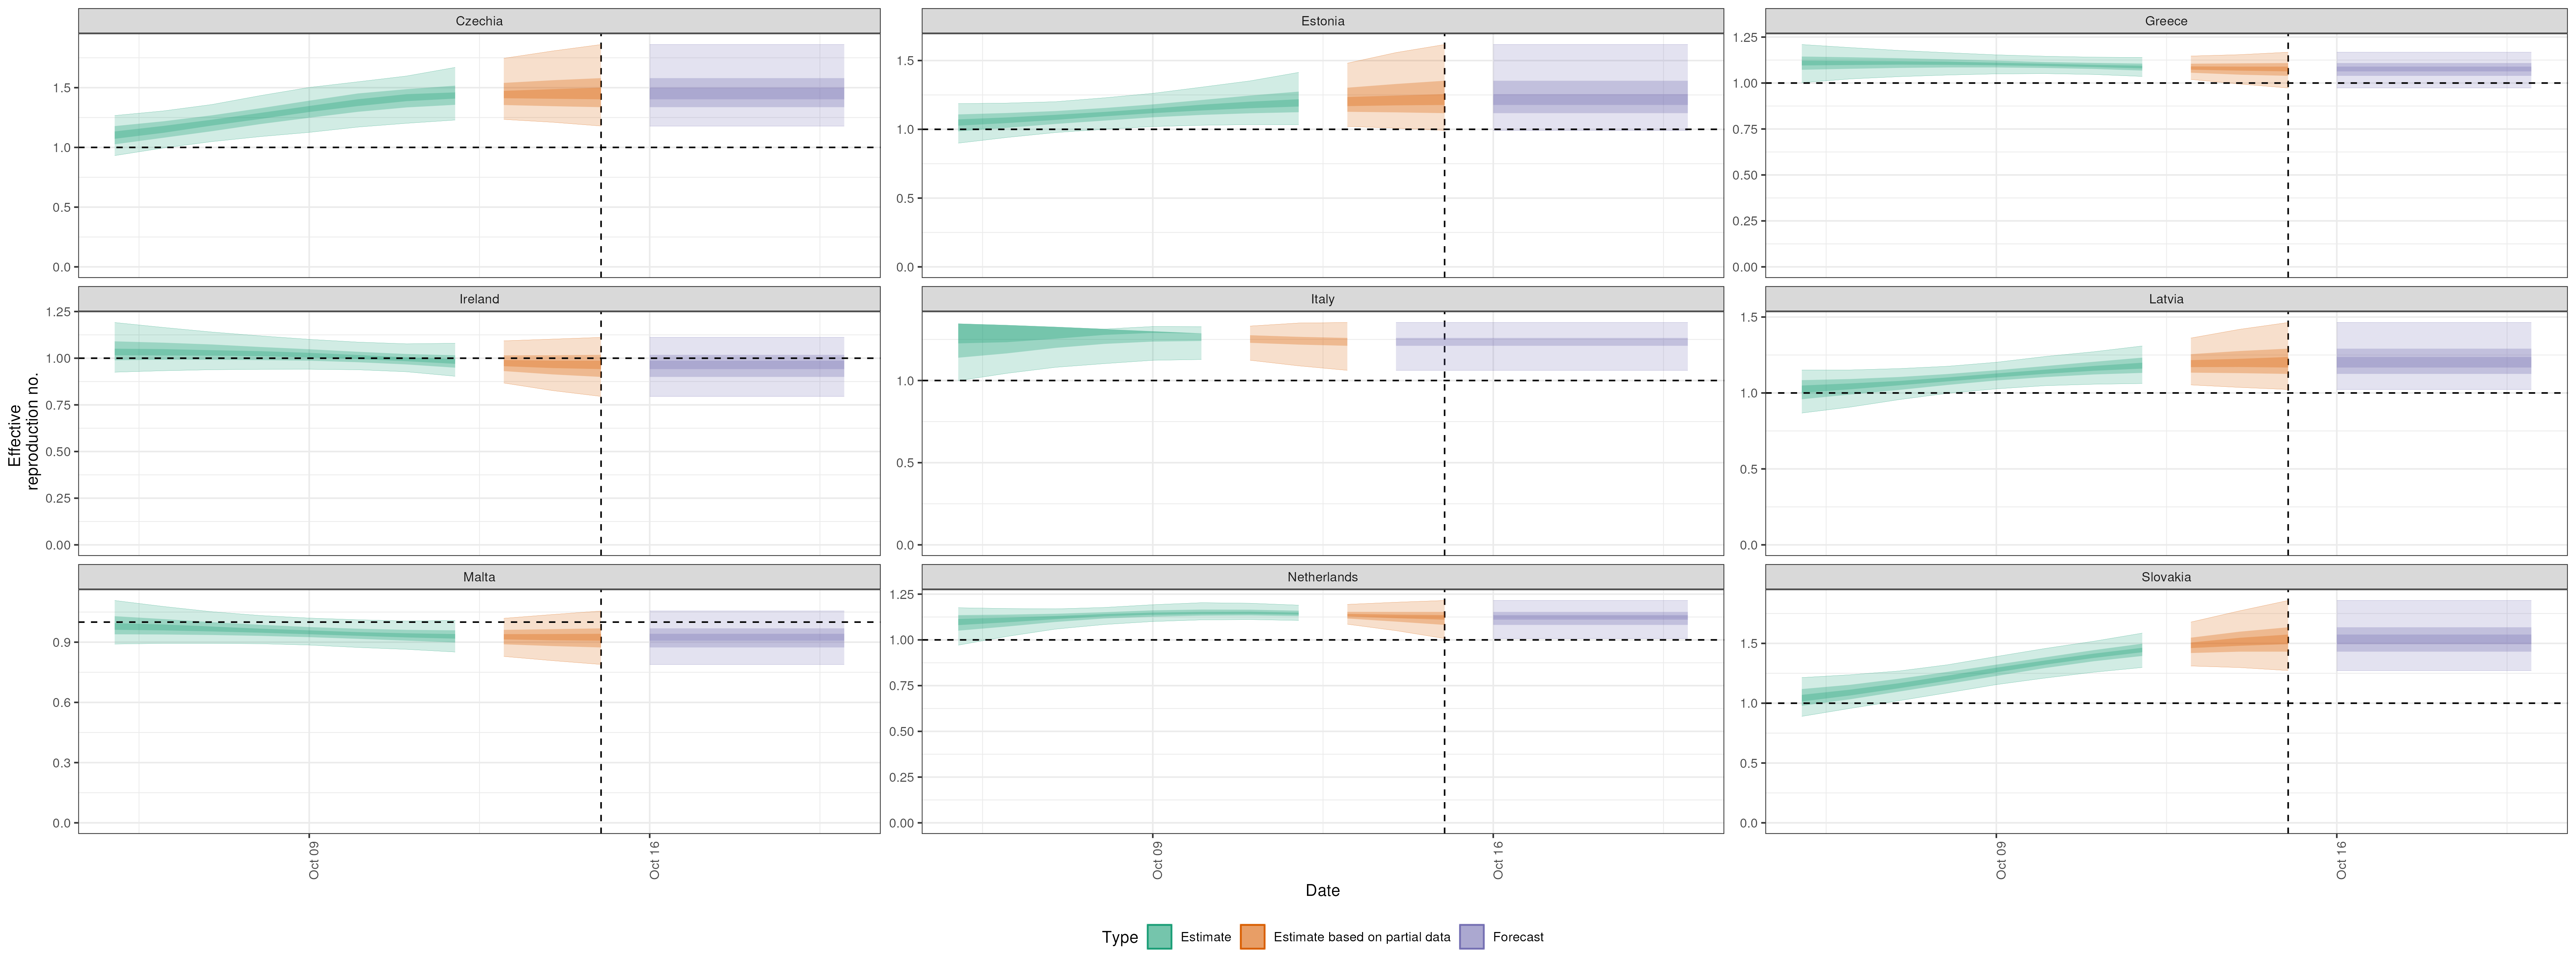 Czechia
Estonia
Greece
1.5
1.0
0.5
0.0
1.5
1.0
0.5
0.0
1.25
1.00
0.75
0.50
0.25
0.00
Ireland
Italy
Latvia
1.25
1.00
0.75
0.50
0.25
0.00
1.0
0.5
0.0
1.5
1.0
0.5
0.0
Malta
Netherlands
Slovakia
0.9
0.6
0.3
0.0
1.25
1.00
0.75
0.50
0.25
0.00
1.5
1.0
0.5
0.0
Effective
reproduction no.
Oct 09
Oct 16
Oct 09
Oct 16
Oct 09
Oct 16
Date
Type
Estimate
Estimate based on partial data
Forecast